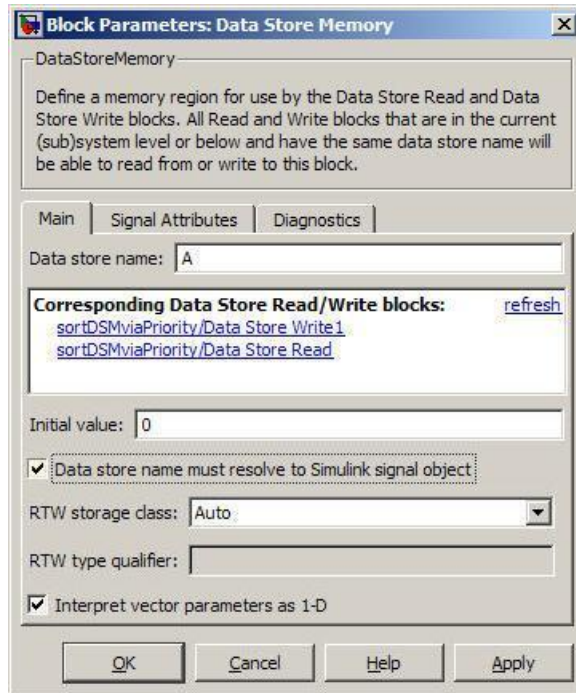 Block Parameters: Data Store Memory
DataStoreMemory
Define a memory region for use by the Data Store Read and Data
Store Write blocks. All Read and Write blocks that are in the current
(sub)system level or below and have the same data store name will
be able to read from or write to this block.
Main Signal Attributes Diagnostics
Data store name: A
Corresponding Data Store Read/Write blocks: refresh
sortDSMviaPriority/Data Store Write1
sortDSMviaPriority/Data Store Read
Initial value: 0
Data store name must resolve to Simulink signal object
RTW storage class: Auto
RTW type qualifier:
Interpret vector parameters as 1-D
OK Cancel Help Apply